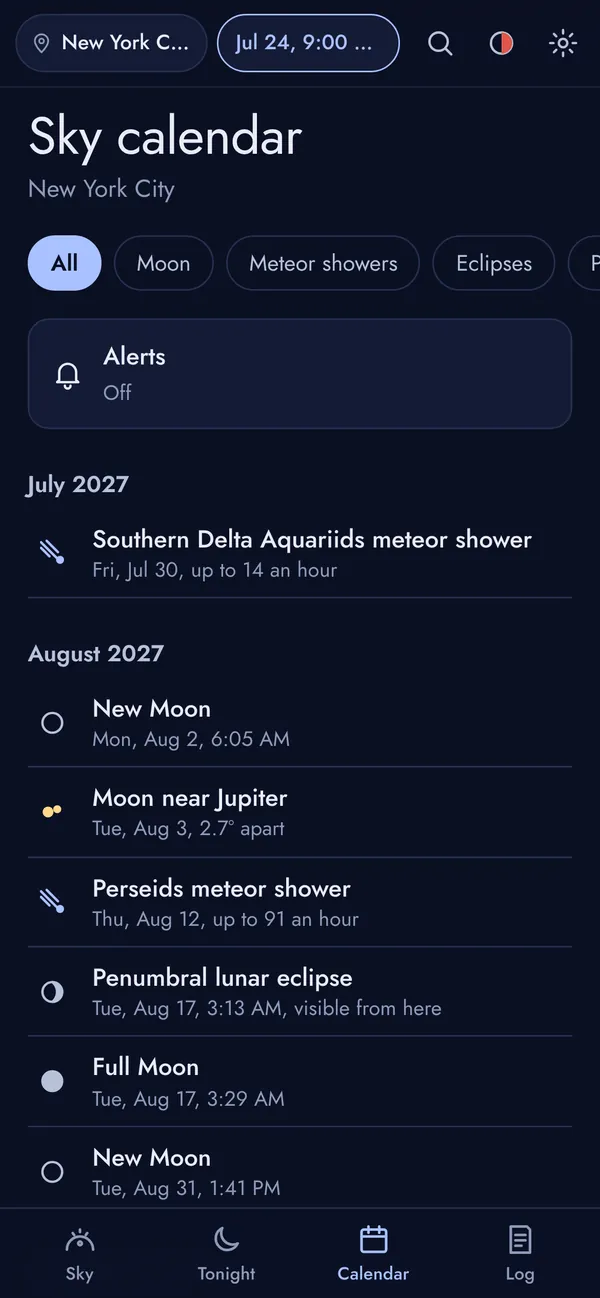 New York C...
Jul 24, 9:00 ...
Sky calendar
New York City
All
Moon
Meteor showers
Eclipses
P
Alerts
Off
July 2027
Southern Delta Aquariids meteor shower
Fri, Jul 30, up to 14 an hour
August 2027
New Moon
Mon, Aug 2, 6:05 AM
Moon near Jupiter
Tue, Aug 3, 2.7° apart
Perseids meteor shower
Thu, Aug 12, up to 91 an hour
Penumbral lunar eclipse
Tue, Aug 17, 3:13 AM, visible from here
Full Moon
Tue, Aug 17, 3:29 AM
New Moon
Tue, Aug 31, 1:41 PM
Sky
Tonight
Calendar
Log